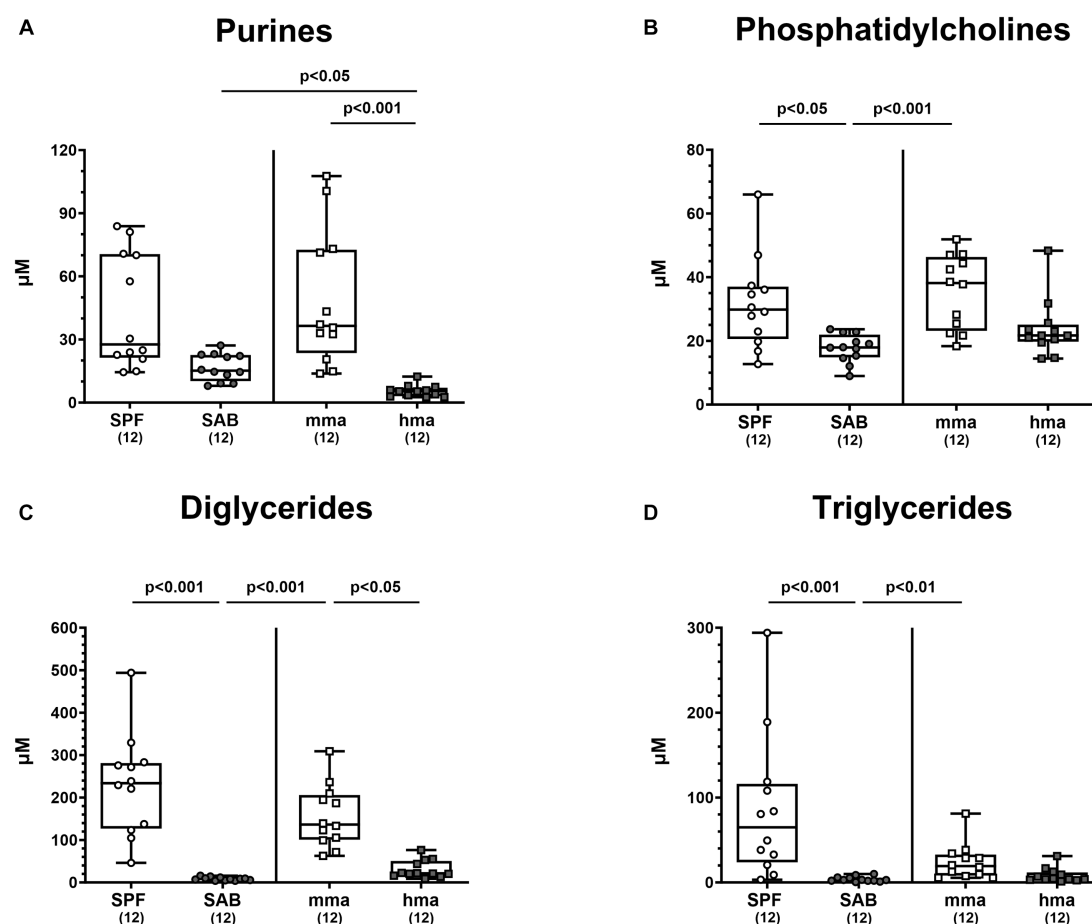 A
Purines
p<0.05
p<0.001
µM
120
90
60
30
0
SPF
(12)
SAB
(12)
mma
(12)
hma
(12)
B
Phosphatidylcholines
p<0.05
p<0.001
µM
80
60
40
20
0
SPF
(12)
SAB
(12)
mma
(12)
hma
(12)
C
Diglycerides
p<0.001
p<0.001
p<0.05
µM
600
500
400
300
200
100
0
SPF
(12)
SAB
(12)
mma
(12)
hma
(12)
D
Triglycerides
p<0.001
p<0.01
µM
300
200
100
0
SPF
(12)
SAB
(12)
mma
(12)
hma
(12)